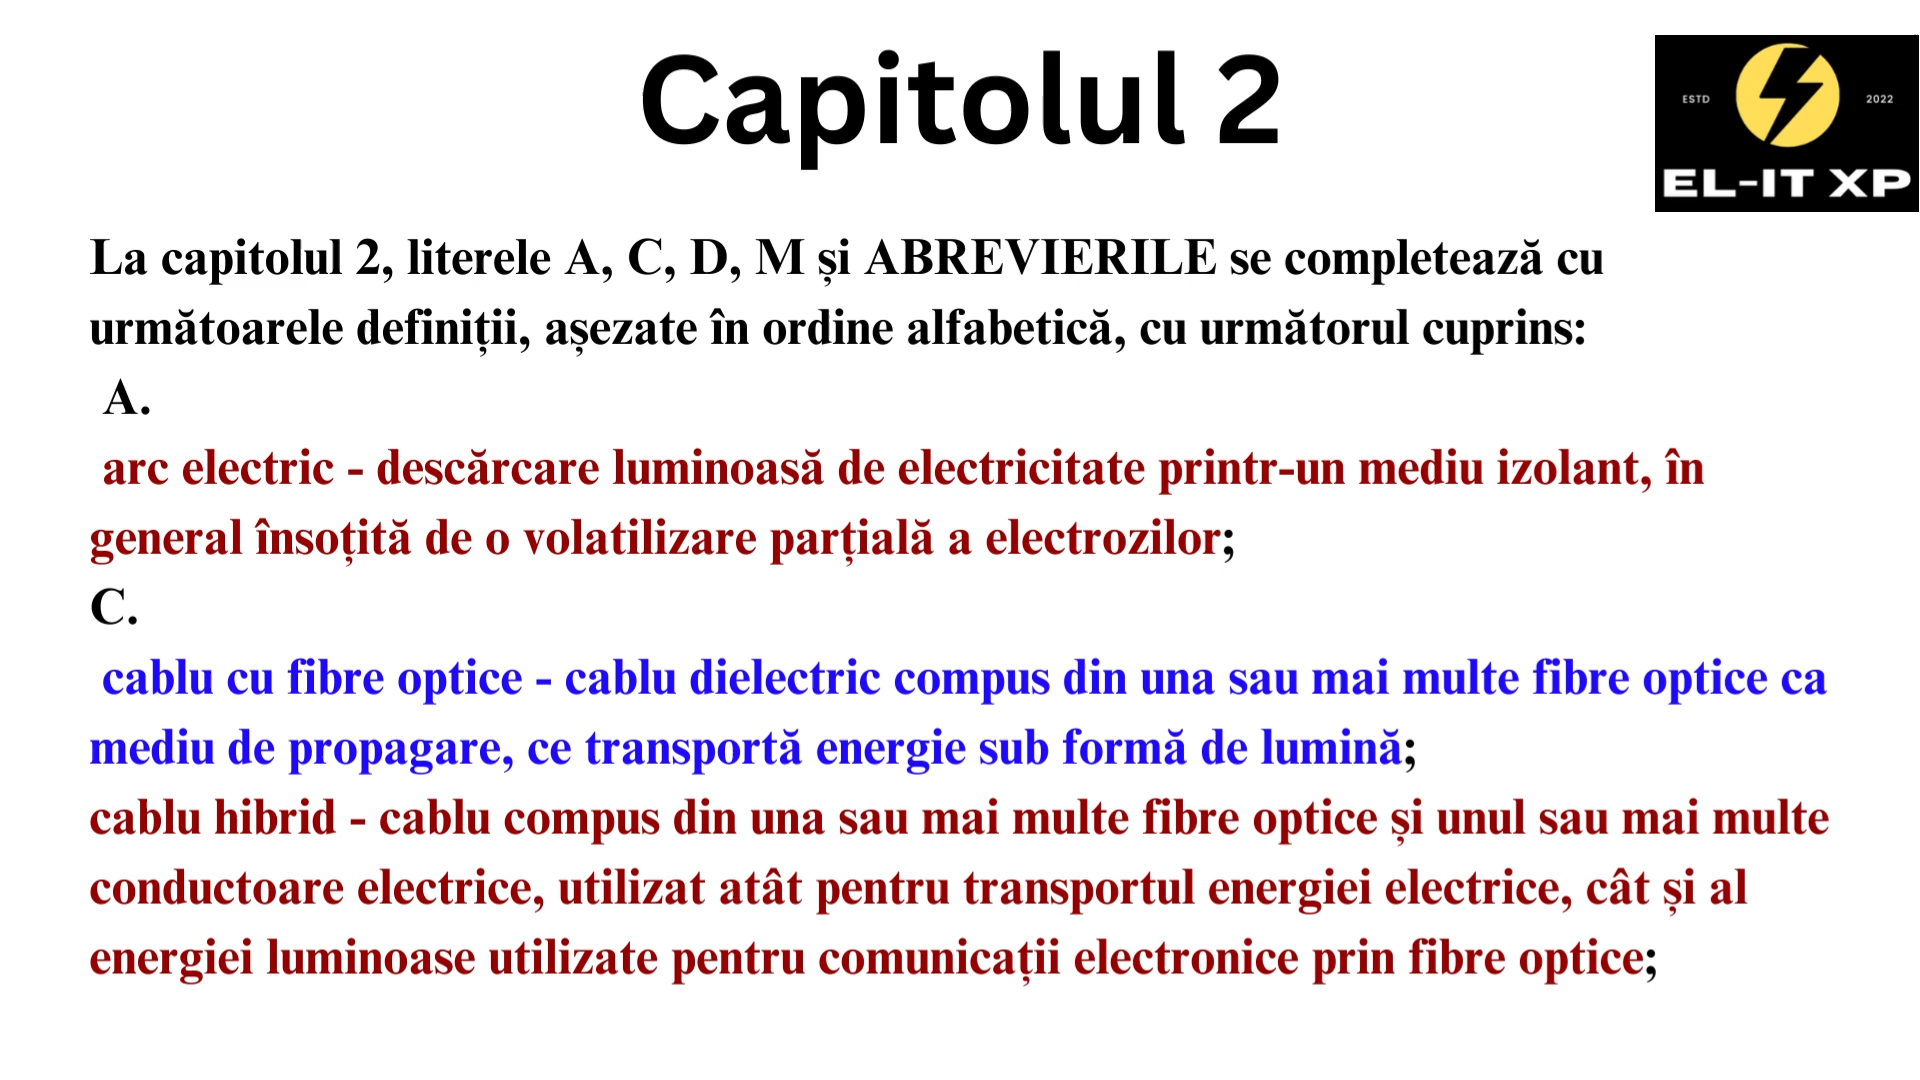 Capitolul 2
ESTD
2022
EL-IT XP
La capitolul 2, literele A, C, D, M și ABREVIERILE se completează cu
următoarele definiții, așezate în ordine alfabetică, cu următorul cuprins:
A.
arc electric - descărcare luminoasă de electricitate printr-un mediu izolant, în
general însoțită de o volatilizare parțială a electrozilor;
C.
cablu cu fibre optice - cablu dielectric compus din una sau mai multe fibre optice ca
mediu de propagare, ce transportă energie sub formă de lumină;
cablu hibrid - cablu compus din una sau mai multe fibre optice și unul sau mai multe
conductoare electrice, utilizat atât pentru transportul energiei electrice, cât și al
energiei luminoase utilizate pentru comunicații electronice prin fibre optice;